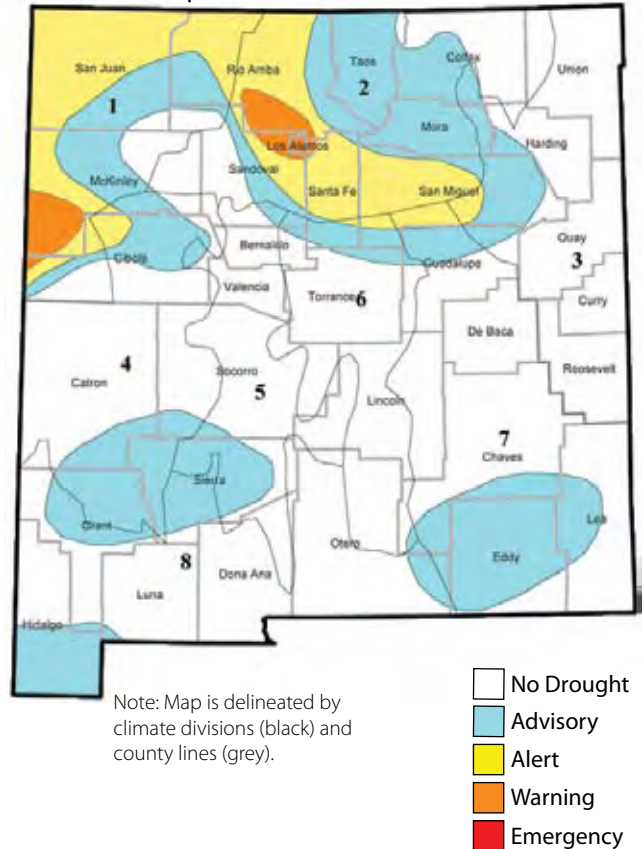 San Juan
Rio Arriba
Taos
Colfax
Union
2
1
Mora
Los Alamos
Harding
McKinley
Sandoval
Santa Fe
San Miguel
Bernalillo
Quay
Cibola
Guadalupe
3
Valencia
Torrance
6
Curry
De Baca
4
Socorro
Roosevelt
Catron
5
Lincoln
7
Chaves
Sierra
Lea
Grant
Otero
Eddy
8
Dona Ana
Luna
Hidalgo
Note: Map is delineated by
climate divisions (black) and
county lines (grey).
No Drought
Advisory
Alert
Warning
Emergency